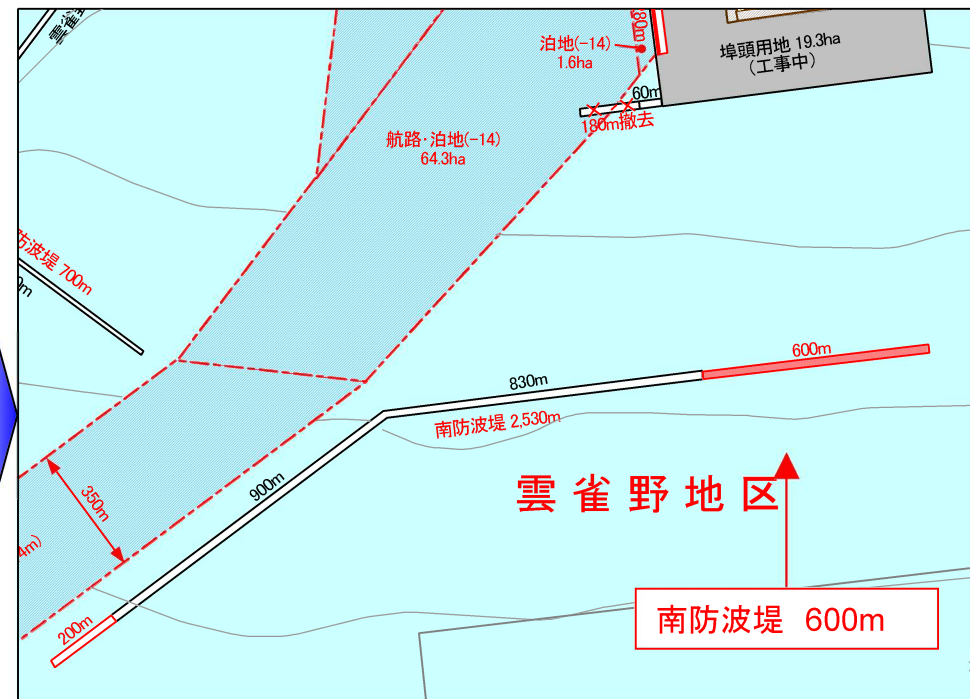 泊地(-14)
1.6ha
埠頭用地 19.3ha
(工事中)
60m
180m撤去
航路・泊地(-14)
64.3ha
防波堤 700m
600m
830m
南防波堤 2,530m
900m
350m
雲雀野地区
200m
南防波堤 600m